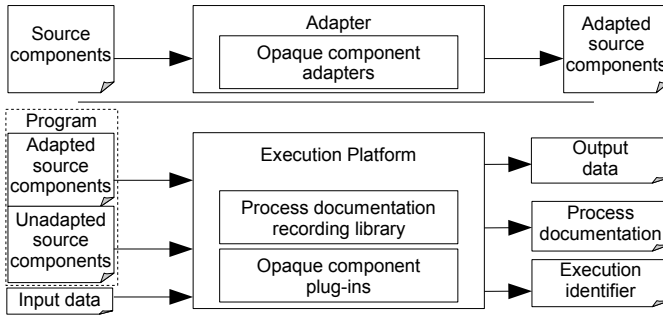 Source
components
Adapter
Opaque component
adapters
Adapted
source
components
Program
Adapted
source
components
Unadapted
source
components
Input data
Execution Platform
Process documentation
recording library
Opaque component
plug-ins
Output
data
Process
documentation
Execution
identifier